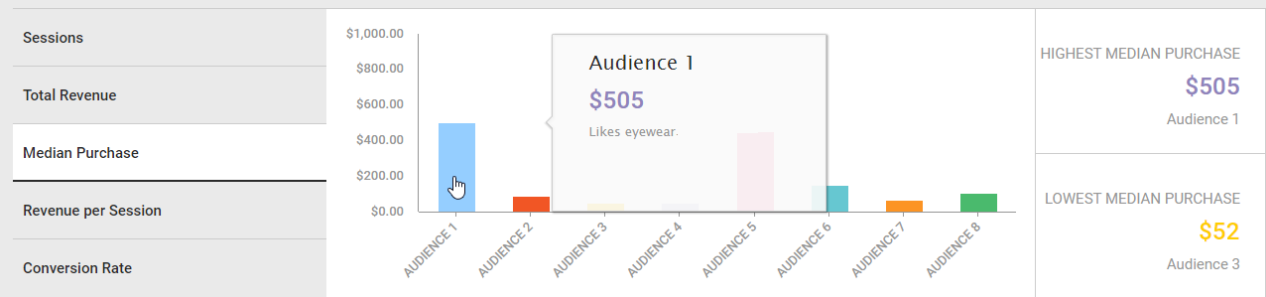 Sessions
Total Revenue
Median Purchase
Revenue per Session
Conversion Rate
$1,000.00
$800.00
$600.00
$400.00
$200.00
$0.00
Audience 1
$505
Likes eyewear.
AUDIENCE 1
AUDIENCE 2
AUDIENCE 3
AUDIENCE 4
AUDIENCE 5
AUDIENCE 6
AUDIENCE 7
AUDIENCE 8
HIGHEST MEDIAN PURCHASE
$505
Audience 1
LOWEST MEDIAN PURCHASE
$52
Audience 3